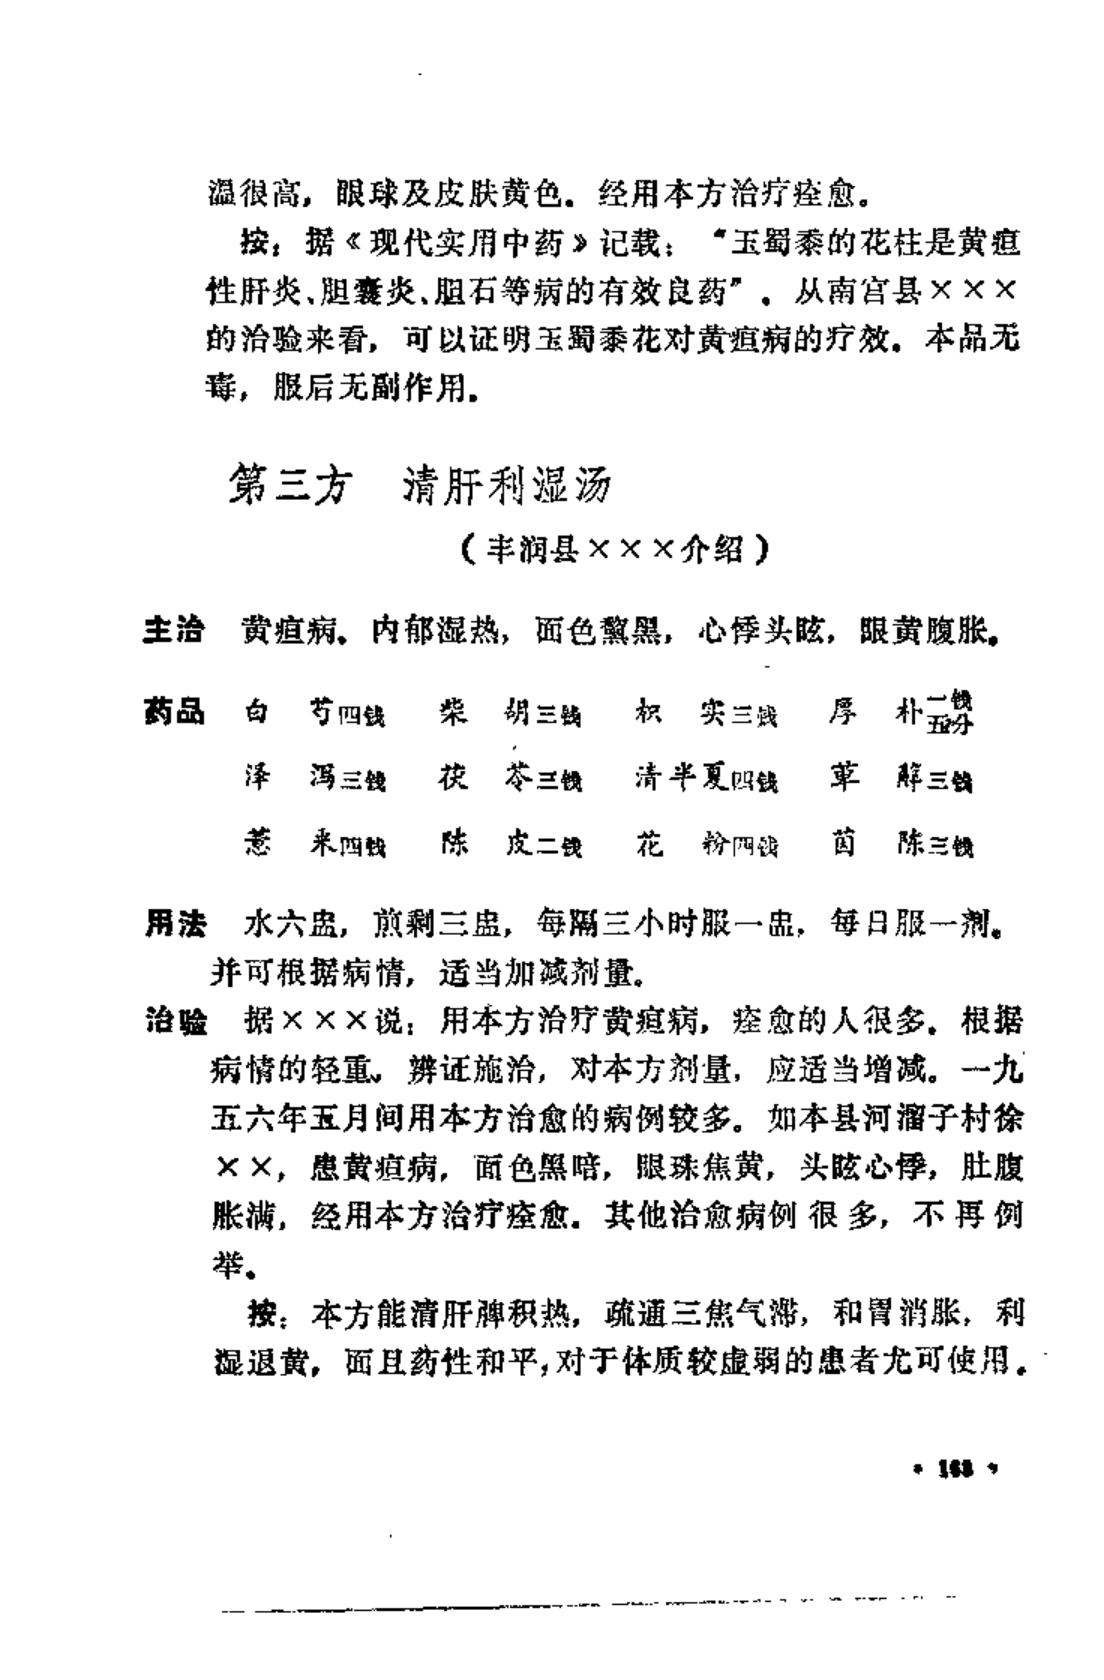 温很高，眼球及皮肤黄色。经用本方治疗痊愈。
按：据《现代实用中药》记载：“玉蜀黍的花柱是黄疸
性肝炎、胆囊炎、胆石等病的有效良药”。从南宫县×××
的治验来看，可以证明玉蜀黍花对黄疸病的疗效。本品无
毒，服后无副作用。
第三方 清肝利湿汤
（丰润县×××介绍）
主治 黄疸病。内郁湿热，面色黧黑，心悸头眩，眼黄腹胀。
药品 白 芍四钱 柴 胡三钱 枳 实三钱 厚 朴一钱五分
泽 泻三钱 茯 苓三钱 清半夏四钱 萆 薢三钱
薏 米四钱 陈 皮二钱 花 粉四钱 茵 陈三钱
用法 水六盅，煎剩三盅，每隔三小时服一盅，每日服一剂。
并可根据病情，适当加减剂量。
治验 据×××说：用本方治疗黄疸病，痊愈的人很多。根据
病情的轻重，辨证施治，对本方剂量，应适当增减。一九
五六年五月间用本方治愈的病例较多。如本县河溜子村徐
××，患黄疸病，面色黑暗，眼珠焦黄，头眩心悸，肚腹
胀满，经用本方治疗痊愈。其他治愈病例很多，不再例
举。
按：本方能清肝脾积热，疏通三焦气滞，和胃消胀，利
湿退黄，而且药性和平，对于体质较虚弱的患者尤可使用。